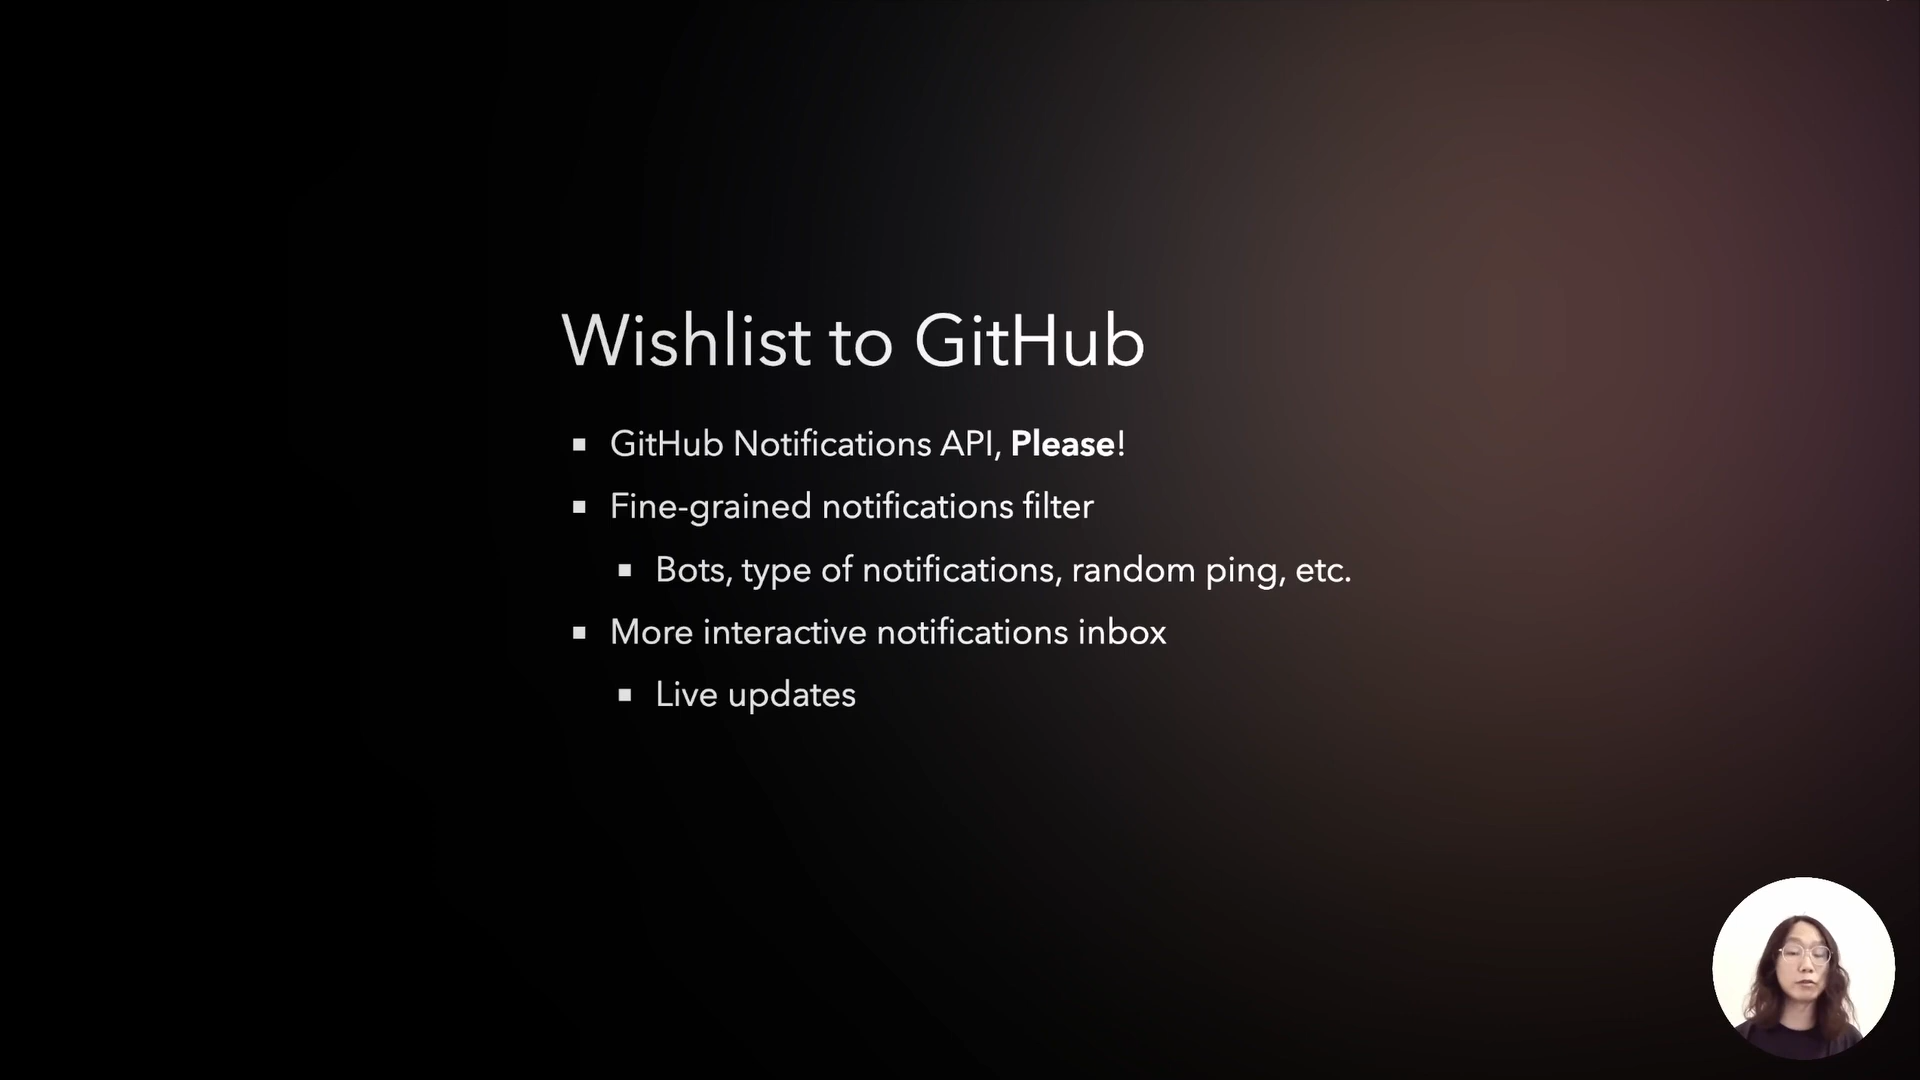 Wishlist to GitHub
GitHub Notifications API, Please!
Fine-grained notifications filter
Bots, type of notifications, random ping, etc.
More interactive notifications inbox
Live updates